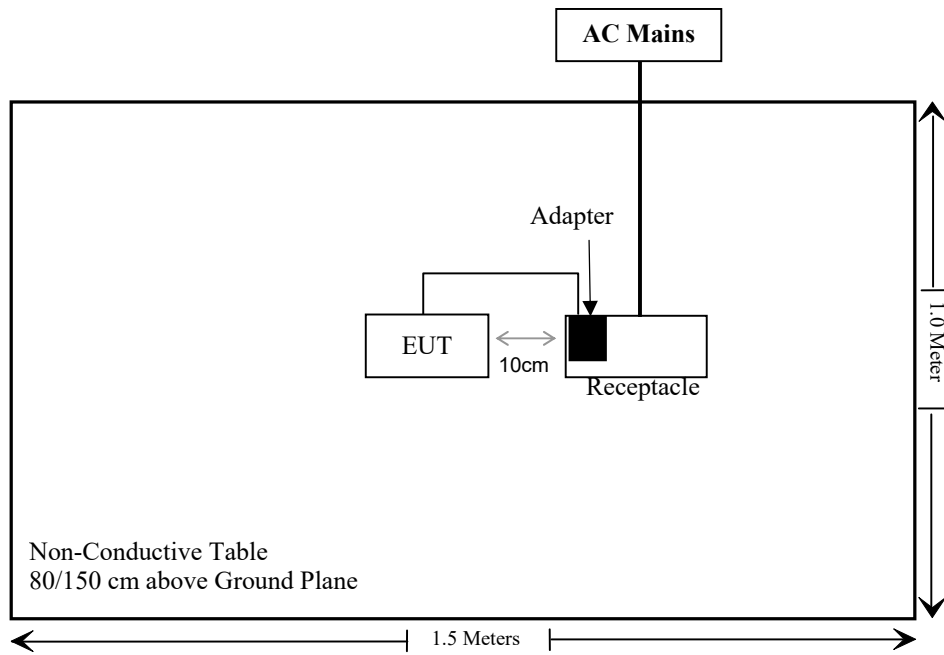 AC Mains
Adapter
EUT
10cm
Receptacle
1.0 Meter
Non-Conductive Table
80/150 cm above Ground Plane
1.5 Meters